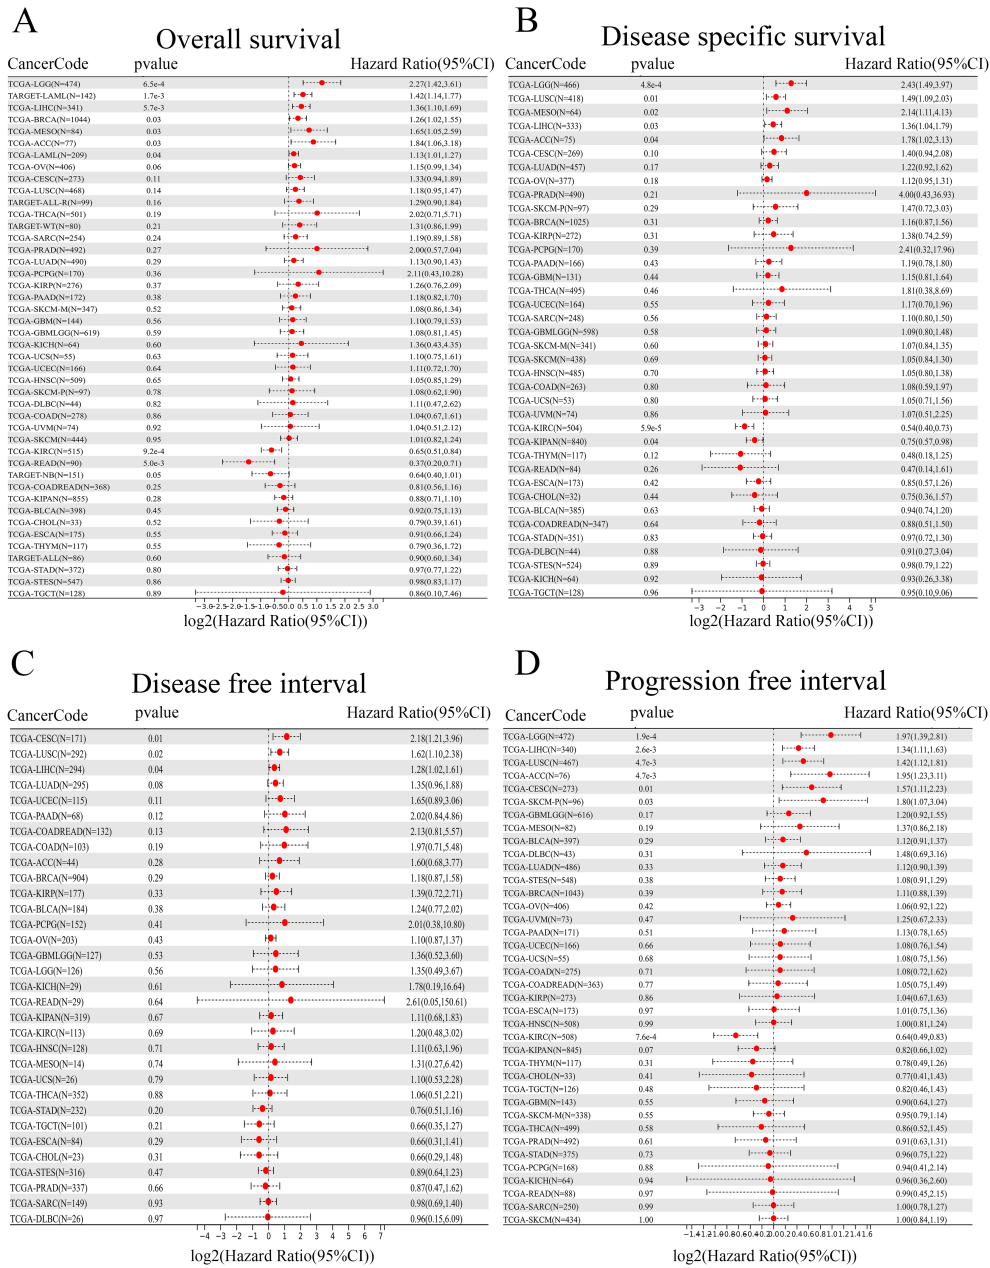 A
Overall survival
CancerCode pvalue Hazard Ratio(95%CI)
TCGA-LGG(N=474) 6.5e-4 2.27(1.42,3.61)
TARGET-LAML(N=142) 1.7e-3 1.42(1.14,1.77)
TCGA-LIHC(N=341) 5.7e-3 1.36(1.10,1.69)
TCGA-BRCA(N=1044) 0.03 1.26(1.02,1.55)
TCGA-MESO(N=84) 0.03 1.65(1.05,2.59)
TCGA-ACC(N=77) 0.03 1.84(1.06,3.18)
TCGA-LAML(N=209) 0.04 1.13(1.01,1.27)
TCGA-OV(N=406) 0.06 1.15(0.99,1.34)
TCGA-CESC(N=273) 0.11 1.33(0.94,1.89)
TCGA-LUSC(N=468) 0.14 1.18(0.95,1.47)
TARGET-ALL-R(N=99) 0.16 1.29(0.90,1.84)
TCGA-THCA(N=501) 0.19 2.02(0.71,5.71)
TARGET-WT(N=80) 0.21 1.31(0.86,1.99)
TCGA-SARC(N=254) 0.24 1.19(0.89,1.58)
TCGA-PRAD(N=492) 0.27 2.00(0.57,7.04)
TCGA-LUAD(N=490) 0.29 1.13(0.90,1.43)
TCGA-PCPG(N=170) 0.36 2.11(0.43,10.28)
TCGA-KIRP(N=276) 0.37 1.26(0.76,2.09)
TCGA-PAAD(N=172) 0.38 1.18(0.82,1.70)
TCGA-SKCM-M(N=347) 0.52 1.08(0.86,1.34)
TCGA-GBM(N=144) 0.56 1.10(0.79,1.53)
TCGA-GBMLGG(N=619) 0.59 1.08(0.81,1.45)
TCGA-KICH(N=64) 0.60 1.36(0.43,4.35)
TCGA-UCS(N=55) 0.63 1.10(0.75,1.61)
TCGA-UCEC(N=166) 0.64 1.11(0.72,1.70)
TCGA-HNSC(N=509) 0.65 1.05(0.85,1.29)
TCGA-SKCM-P(N=97) 0.78 1.08(0.62,1.90)
TCGA-DLBC(N=44) 0.82 1.11(0.47,2.62)
TCGA-COAD(N=278) 0.86 1.04(0.67,1.61)
TCGA-UVM(N=74) 0.92 1.04(0.51,2.12)
TCGA-SKCM(N=444) 0.95 1.01(0.82,1.24)
TCGA-KIRC(N=515) 9.2e-4 0.65(0.51,0.84)
TCGA-READ(N=90) 5.0e-3 0.37(0.20,0.71)
TARGET-NB(N=151) 0.05 0.64(0.40,1.01)
TCGA-COADREAD(N=368) 0.25 0.81(0.56,1.16)
TCGA-KIPAN(N=855) 0.28 0.88(0.71,1.10)
TCGA-BLCA(N=398) 0.45 0.92(0.75,1.13)
TCGA-CHOL(N=33) 0.52 0.79(0.39,1.61)
TCGA-ESCA(N=175) 0.55 0.91(0.66,1.24)
TCGA-THYM(N=117) 0.55 0.79(0.36,1.72)
TARGET-ALL(N=86) 0.60 0.90(0.60,1.34)
TCGA-STAD(N=372) 0.80 0.97(0.77,1.22)
TCGA-STES(N=547) 0.86 0.98(0.83,1.17)
TCGA-TGCT(N=128) 0.89 0.86(0.10,7.46)
−3.0−2.5−2.0−1.5−1.0−0.50.0 0.5 1.0 1.5 2.0 2.5 3.0
log2(Hazard Ratio(95%CI))
B
Disease specific survival
CancerCode pvalue Hazard Ratio(95%CI)
TCGA-LGG(N=466) 4.8e-4 2.43(1.49,3.97)
TCGA-LUSC(N=418) 0.01 1.49(1.09,2.03)
TCGA-MESO(N=64) 0.02 2.14(1.11,4.13)
TCGA-LIHC(N=333) 0.03 1.36(1.04,1.79)
TCGA-ACC(N=75) 0.04 1.78(1.02,3.13)
TCGA-CESC(N=269) 0.10 1.40(0.94,2.08)
TCGA-LUAD(N=457) 0.17 1.22(0.92,1.62)
TCGA-OV(N=377) 0.18 1.12(0.95,1.31)
TCGA-PRAD(N=490) 0.21 4.00(0.43,36.93)
TCGA-SKCM-P(N=97) 0.29 1.47(0.72,3.03)
TCGA-BRCA(N=1025) 0.31 1.16(0.87,1.56)
TCGA-KIRP(N=272) 0.31 1.38(0.74,2.59)
TCGA-PCPG(N=170) 0.39 2.41(0.32,17.96)
TCGA-PAAD(N=166) 0.43 1.19(0.78,1.80)
TCGA-GBM(N=131) 0.44 1.15(0.81,1.64)
TCGA-THCA(N=495) 0.46 1.81(0.38,8.69)
TCGA-UCEC(N=164) 0.55 1.17(0.70,1.96)
TCGA-SARC(N=248) 0.56 1.10(0.80,1.50)
TCGA-GBMLGG(N=598) 0.58 1.09(0.80,1.48)
TCGA-SKCM-M(N=341) 0.60 1.07(0.84,1.35)
TCGA-SKCM(N=438) 0.69 1.05(0.84,1.30)
TCGA-HNSC(N=485) 0.70 1.05(0.80,1.38)
TCGA-COAD(N=263) 0.80 1.08(0.59,1.97)
TCGA-UCS(N=53) 0.80 1.05(0.71,1.56)
TCGA-UVM(N=74) 0.86 1.07(0.51,2.25)
TCGA-KIRC(N=504) 5.9e-5 0.54(0.40,0.73)
TCGA-KIPAN(N=840) 0.04 0.75(0.57,0.98)
TCGA-THYM(N=117) 0.12 0.48(0.18,1.25)
TCGA-READ(N=84) 0.26 0.47(0.14,1.61)
TCGA-ESCA(N=173) 0.42 0.85(0.57,1.26)
TCGA-CHOL(N=32) 0.44 0.75(0.36,1.57)
TCGA-BLCA(N=385) 0.63 0.94(0.74,1.20)
TCGA-COADREAD(N=347) 0.64 0.88(0.51,1.50)
TCGA-STAD(N=351) 0.83 0.97(0.72,1.30)
TCGA-DLBC(N=44) 0.88 0.91(0.27,3.04)
TCGA-STES(N=524) 0.89 0.98(0.79,1.22)
TCGA-KICH(N=64) 0.92 0.93(0.26,3.38)
TCGA-TGCT(N=128) 0.96 0.95(0.10,9.06)
−3 −2 −1 0 1 2 3 4 5
log2(Hazard Ratio(95%CI))
C
Disease free interval
CancerCode pvalue Hazard Ratio(95%CI)
TCGA-CESC(N=171) 0.01 2.18(1.21,3.96)
TCGA-LUSC(N=292) 0.02 1.62(1.10,2.38)
TCGA-LIHC(N=294) 0.04 1.28(1.02,1.61)
TCGA-LUAD(N=295) 0.08 1.35(0.96,1.88)
TCGA-UCEC(N=115) 0.11 1.65(0.89,3.06)
TCGA-PAAD(N=68) 0.12 2.02(0.84,4.86)
TCGA-COADREAD(N=132) 0.13 2.13(0.81,5.57)
TCGA-COAD(N=103) 0.19 1.97(0.71,5.48)
TCGA-ACC(N=44) 0.28 1.60(0.68,3.77)
TCGA-BRCA(N=904) 0.29 1.18(0.87,1.58)
TCGA-KIRP(N=177) 0.33 1.39(0.72,2.71)
TCGA-BLCA(N=184) 0.38 1.24(0.77,2.02)
TCGA-PCPG(N=152) 0.41 2.01(0.38,10.80)
TCGA-OV(N=203) 0.43 1.10(0.87,1.37)
TCGA-GBMLGG(N=127) 0.53 1.36(0.52,3.60)
TCGA-LGG(N=126) 0.56 1.35(0.49,3.67)
TCGA-KICH(N=29) 0.61 1.78(0.19,16.64)
TCGA-READ(N=29) 0.64 2.61(0.05,150.61)
TCGA-KIPAN(N=319) 0.67 1.11(0.68,1.83)
TCGA-KIRC(N=113) 0.69 1.20(0.48,3.02)
TCGA-HNSC(N=128) 0.71 1.11(0.63,1.96)
TCGA-MESO(N=14) 0.74 1.31(0.27,6.42)
TCGA-UCS(N=26) 0.79 1.10(0.53,2.28)
TCGA-THCA(N=352) 0.88 1.06(0.51,2.21)
TCGA-STAD(N=232) 0.20 0.76(0.51,1.16)
TCGA-TGCT(N=101) 0.21 0.66(0.35,1.27)
TCGA-ESCA(N=84) 0.29 0.66(0.31,1.41)
TCGA-CHOL(N=23) 0.31 0.66(0.29,1.48)
TCGA-STES(N=316) 0.47 0.89(0.64,1.23)
TCGA-PRAD(N=337) 0.66 0.87(0.47,1.62)
TCGA-SARC(N=149) 0.93 0.98(0.69,1.40)
TCGA-DLBC(N=26) 0.97 0.96(0.15,6.09)
−4 −3 −2 −1 0 1 2 3 4 5 6 7
log2(Hazard Ratio(95%CI))
D
Progression free interval
CancerCode pvalue Hazard Ratio(95%CI)
TCGA-LGG(N=472) 1.9e-4 1.97(1.39,2.81)
TCGA-LIHC(N=340) 2.6e-3 1.34(1.11,1.63)
TCGA-LUSC(N=467) 4.7e-3 1.42(1.12,1.81)
TCGA-ACC(N=76) 4.7e-3 1.95(1.23,3.11)
TCGA-CESC(N=273) 0.01 1.57(1.11,2.23)
TCGA-SKCM-P(N=96) 0.03 1.80(1.07,3.04)
TCGA-GBMLGG(N=616) 0.17 1.20(0.92,1.55)
TCGA-MESO(N=82) 0.19 1.37(0.86,2.18)
TCGA-BLCA(N=397) 0.29 1.12(0.91,1.37)
TCGA-DLBC(N=43) 0.31 1.48(0.69,3.16)
TCGA-LUAD(N=486) 0.33 1.12(0.90,1.39)
TCGA-STES(N=548) 0.38 1.08(0.91,1.29)
TCGA-BRCA(N=1043) 0.39 1.11(0.88,1.39)
TCGA-OV(N=406) 0.42 1.06(0.92,1.22)
TCGA-UVM(N=73) 0.47 1.25(0.67,2.33)
TCGA-PAAD(N=171) 0.51 1.13(0.78,1.65)
TCGA-UCEC(N=166) 0.66 1.08(0.76,1.54)
TCGA-UCS(N=55) 0.68 1.08(0.75,1.56)
TCGA-COAD(N=275) 0.71 1.08(0.72,1.62)
TCGA-COADREAD(N=363) 0.77 1.05(0.75,1.49)
TCGA-KIRP(N=273) 0.86 1.04(0.67,1.63)
TCGA-ESCA(N=173) 0.97 1.01(0.75,1.36)
TCGA-HNSC(N=508) 0.99 1.00(0.81,1.24)
TCGA-KIRC(N=508) 7.6e-4 0.64(0.49,0.83)
TCGA-KIPAN(N=845) 0.07 0.82(0.66,1.02)
TCGA-THYM(N=117) 0.31 0.78(0.49,1.26)
TCGA-CHOL(N=33) 0.41 0.77(0.41,1.43)
TCGA-TGCT(N=126) 0.48 0.82(0.46,1.43)
TCGA-GBM(N=143) 0.55 0.90(0.64,1.27)
TCGA-SKCM-M(N=338) 0.55 0.95(0.79,1.14)
TCGA-THCA(N=499) 0.58 0.86(0.52,1.45)
TCGA-PRAD(N=492) 0.61 0.91(0.63,1.31)
TCGA-STAD(N=375) 0.73 0.96(0.75,1.22)
TCGA-PCPG(N=168) 0.88 0.94(0.41,2.14)
TCGA-KICH(N=64) 0.94 0.96(0.36,2.60)
TCGA-READ(N=88) 0.97 0.99(0.45,2.15)
TCGA-SARC(N=250) 0.99 1.00(0.78,1.27)
TCGA-SKCM(N=434) 1.00 1.00(0.84,1.19)
−1.4−1.2−1.0−0.8−0.6−0.4−0.20.00.20.40.60.81.01.21.41.6
log2(Hazard Ratio(95%CI))